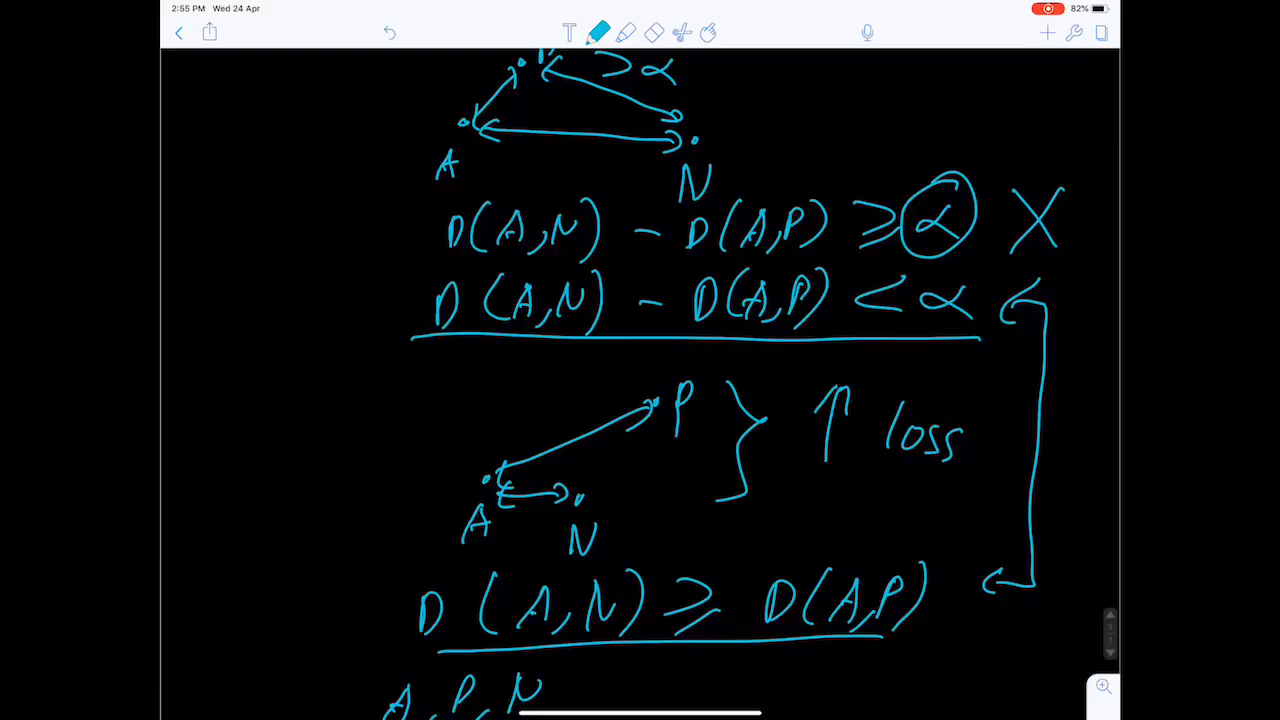 2:55 PM Wed 24 Apr
82%
> α
A
N
D(A,N) - D(A,P) ≥ α X
D(A,N) - D(A,P) < α
P
↑ loss
A
N
D(A,N) ≥ D(A,P)
A, P, N